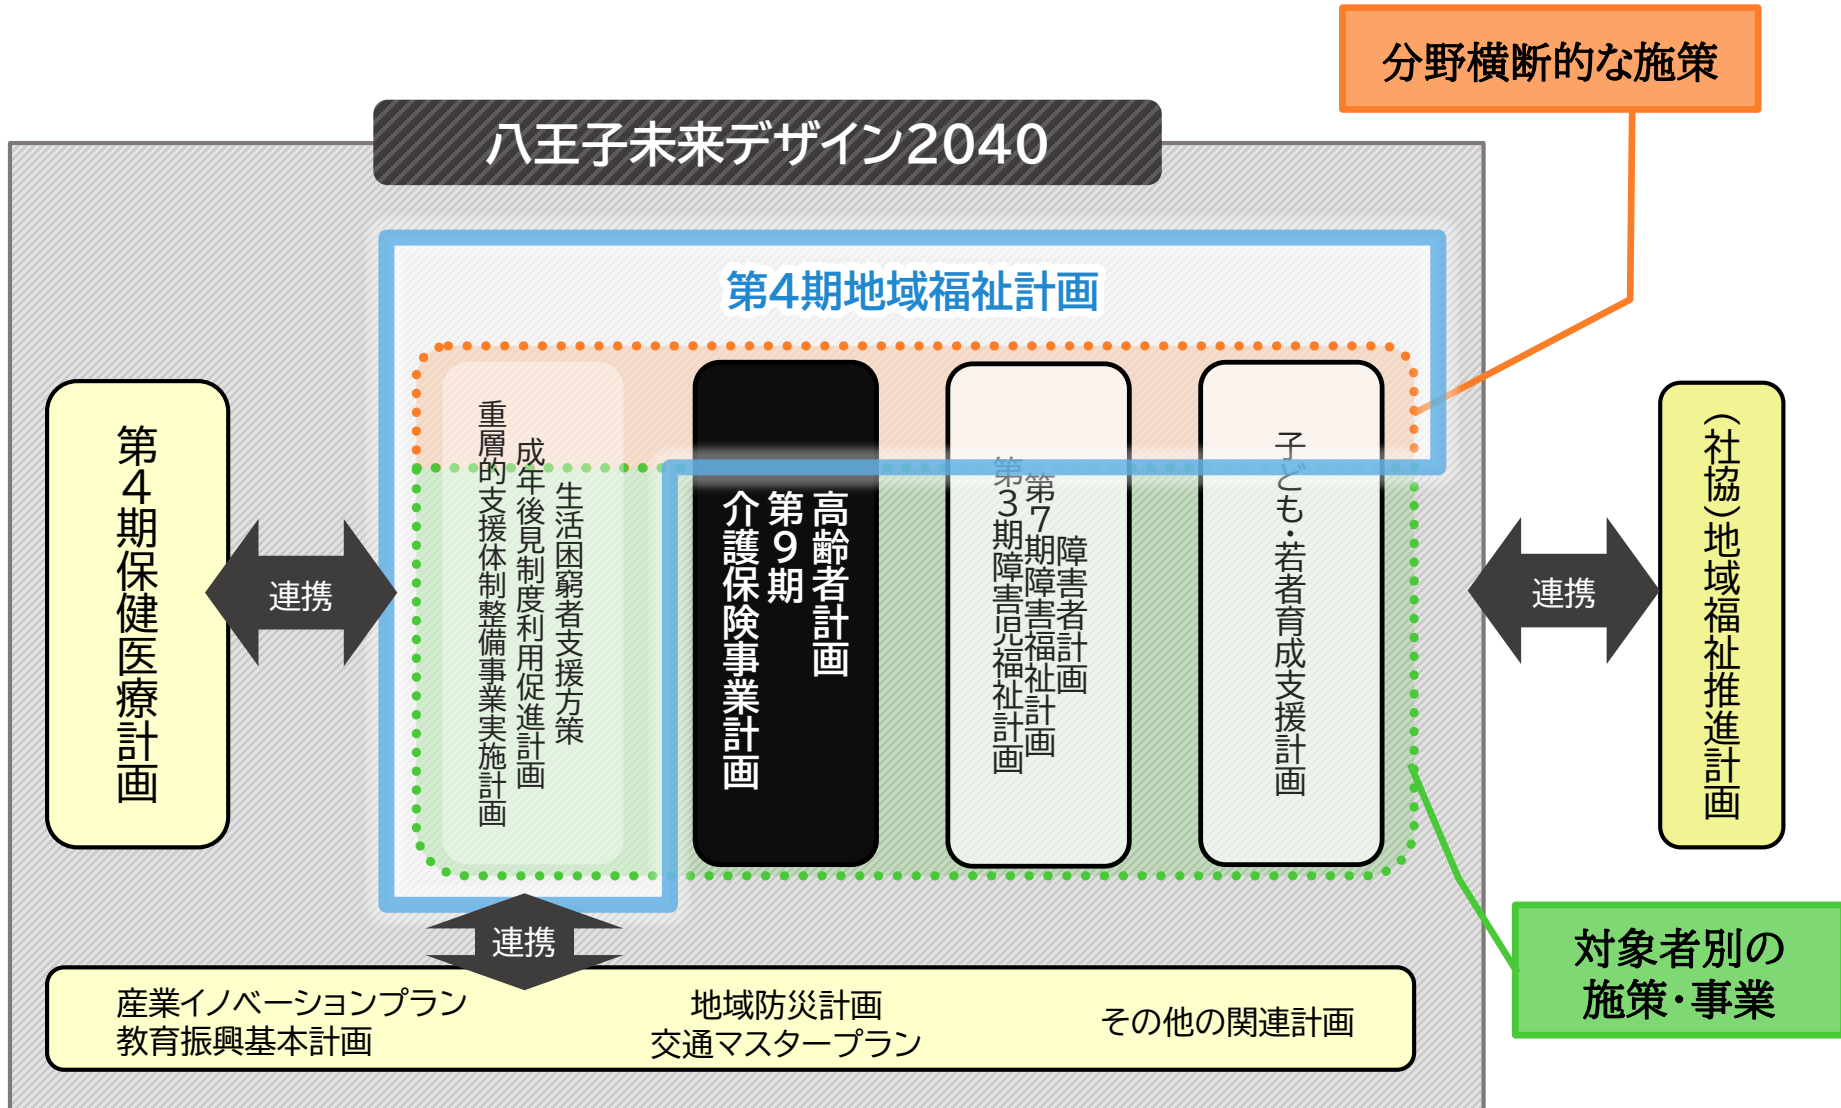 分野横断的な施策
八王子未来デザイン2040
第4期地域福祉計画
第4期保健医療計画
連携
生活困窮者支援方策
成年後見制度利用促進計画
重層的支援体制整備事業実施計画
高齢者計画
第9期
介護保険事業計画
障害者計画
第7期障害福祉計画
第3期障害児福祉計画
子ども・若者育成支援計画
連携
(社協)地域福祉推進計画
連携
対象者別の
施策・事業
産業イノベーションプラン
教育振興基本計画
地域防災計画
交通マスタープラン
その他の関連計画